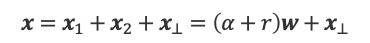 x = x₁ + x₂ + x⊥ = (α + r)w + x⊥